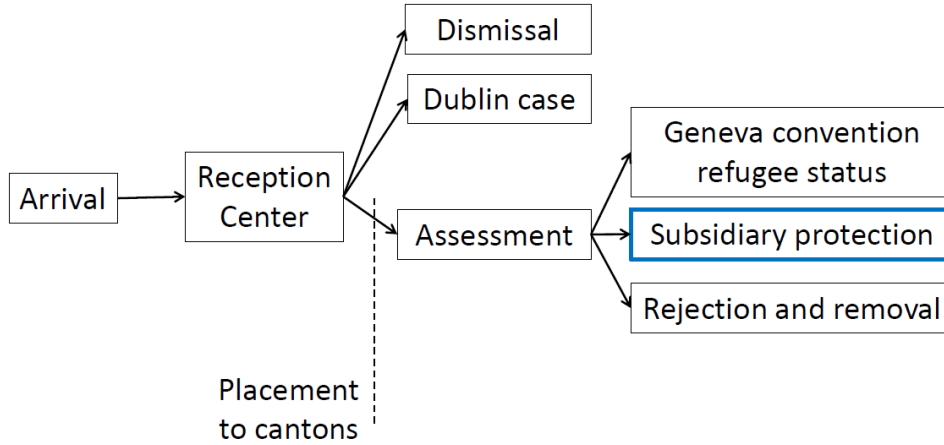 Dismissal
Dublin case
Arrival
Reception
Center
Assessment
Geneva convention
refugee status
Subsidiary protection
Rejection and removal
Placement
to cantons